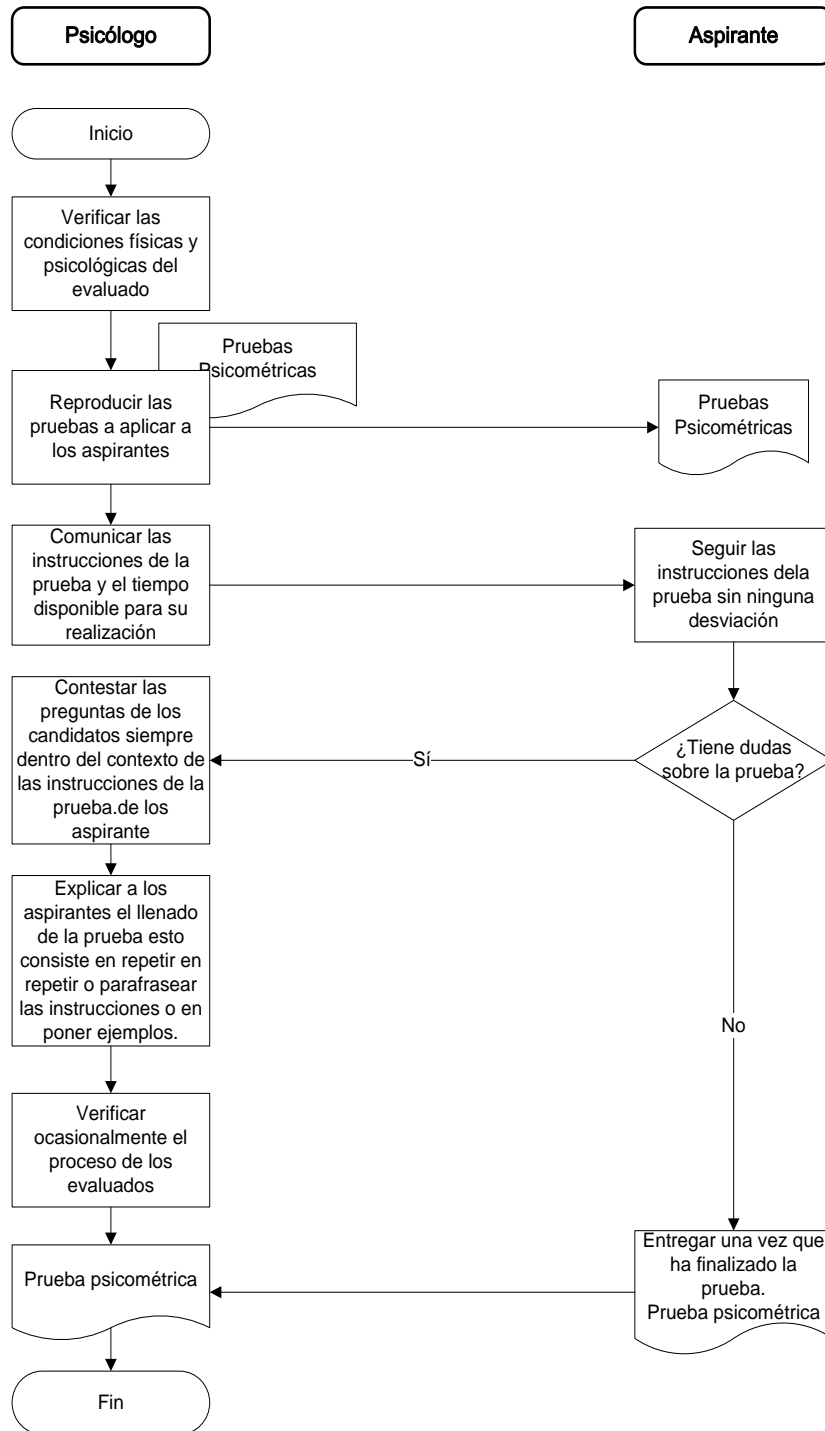 Psicólogo
Aspirante
Inicio
Verificar las
condiciones físicas y
psicológicas del
evaluado
Pruebas
Psicométricas
Reproducir las
pruebas a aplicar a
los aspirantes
Pruebas
Psicométricas
Comunicar las
instrucciones de la
prueba y el tiempo
disponible para su
realización
Seguir las
instrucciones dela
prueba sin ninguna
desviación
Contestar las
preguntas de los
candidatos siempre
dentro del contexto de
las instrucciones de la
prueba.de los
aspirante
Sí
¿Tiene dudas
sobre la prueba?
Explicar a los
aspirantes el llenado
de la prueba esto
consiste en repetir en
repetir o parafrasear
las instrucciones o en
poner ejemplos.
No
Verificar
ocasionalmente el
proceso de los
evaluados
Entregar una vez que
ha finalizado la
prueba.
Prueba psicométrica
Prueba psicométrica
Fin